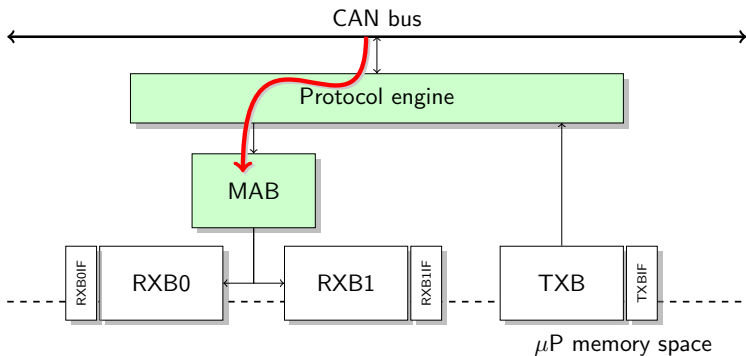 CAN bus
Protocol engine
MAB
RXB0IF
RXB0
RXB1
RXB1IF
TXB
TXBIF
μP memory space